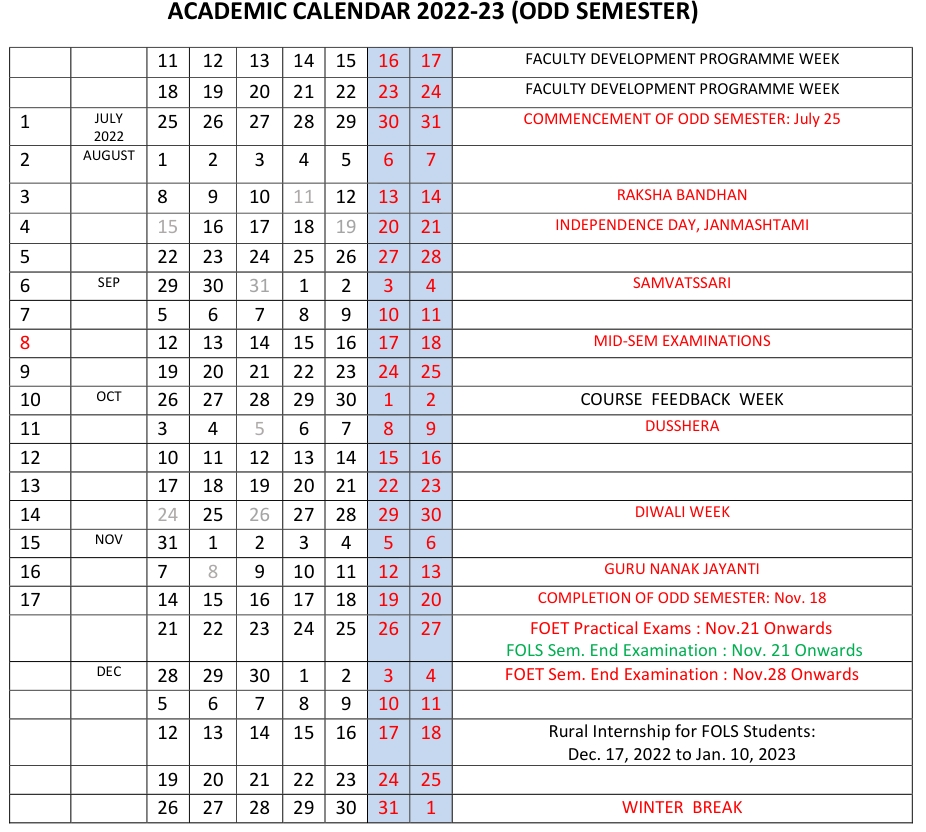 ACADEMIC CALENDAR 2022-23 (ODD SEMESTER)
11 12 13 14 15 16 17 FACULTY DEVELOPMENT PROGRAMME WEEK
18 19 20 21 22 23 24 FACULTY DEVELOPMENT PROGRAMME WEEK
1 JULY 25 26 27 28 29 30 31 COMMENCEMENT OF ODD SEMESTER: July 25
2022
2 AUGUST 1 2 3 4 5 6 7
3 8 9 10 11 12 13 14 RAKSHA BANDHAN
4 15 16 17 18 19 20 21 INDEPENDENCE DAY, JANMASHTAMI
5 22 23 24 25 26 27 28
6 SEP 29 30 31 1 2 3 4 SAMVATSSARI
7 5 6 7 8 9 10 11
8 12 13 14 15 16 17 18 MID-SEM EXAMINATIONS
9 19 20 21 22 23 24 25
10 OCT 26 27 28 29 30 1 2 COURSE FEEDBACK WEEK
11 3 4 5 6 7 8 9 DUSSHERA
12 10 11 12 13 14 15 16
13 17 18 19 20 21 22 23
14 24 25 26 27 28 29 30 DIWALI WEEK
15 NOV 31 1 2 3 4 5 6
16 7 8 9 10 11 12 13 GURU NANAK JAYANTI
17 14 15 16 17 18 19 20 COMPLETION OF ODD SEMESTER: Nov. 18
21 22 23 24 25 26 27 FOET Practical Exams : Nov.21 Onwards
FOLS Sem. End Examination : Nov. 21 Onwards
DEC 28 29 30 1 2 3 4 FOET Sem. End Examination : Nov.28 Onwards
5 6 7 8 9 10 11
12 13 14 15 16 17 18 Rural Internship for FOLS Students:
Dec. 17, 2022 to Jan. 10, 2023
19 20 21 22 23 24 25
26 27 28 29 30 31 1 WINTER BREAK